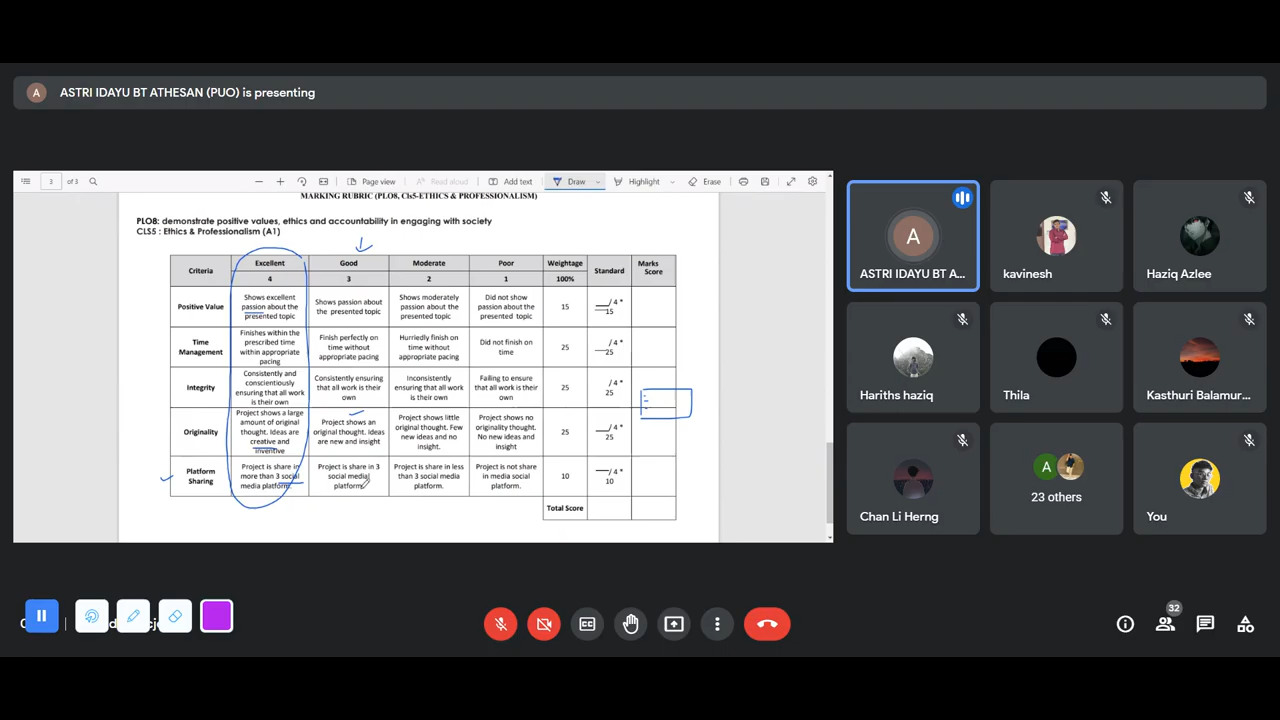 A ASTRI IDAYU BT ATHESAN (PUO) is presenting
3 of 3 Page view Read aloud Add text Draw Highlight Erase
MARKING RUBRIC (PLO8, Cls5-ETHICS & PROFESSIONALISM)
PLO8: demonstrate positive values, ethics and accountability in engaging with society
CLS5 : Ethics & Professionalism (A1)
Criteria
Excellent
4
Good
3
Moderate
2
Poor
1
Weightage
100%
Standard
Marks
Score
Positive Value
Shows excellent
passion about the
presented topic
Shows passion about
the presented topic
Shows moderately
passion about the
presented topic
Did not show
passion about the
presented topic
15
__/ 4 *
15
Time
Management
Finishes within the
prescribed time
within appropriate
pacing
Finish perfectly on
time without
appropriate pacing
Hurriedly finish on
time without
appropriate pacing
Did not finish on
time
25
__/ 4 *
25
Integrity
Consistently and
conscientiously
ensuring that all work
is their own
Consistently ensuring
that all work is their
own
Inconsistently
ensuring that all work
is their own
Failing to ensure
that all work is their
own
25
/ 4 *
25
Originality
Project shows a large
amount of original
thought. Ideas are
creative and
inventive
Project shows an
original thought. Ideas
are new and insight
Project shows little
original thought. Few
new ideas and no
insight.
Project shows no
originality thought.
No new ideas and
insight
25
__/ 4 *
25
Platform
Sharing
Project is share in
more than 3 social
media platform.
Project is share in 3
social media
platform.
Project is share in less
than 3 social media
platform.
Project is not share
in media social
platform.
10
__/ 4 *
10
Total Score
A
ASTRI IDAYU BT A...
kavinesh
Haziq Azlee
Hariths haziq
Thila
Kasthuri Balamur...
Chan Li Herng
A
23 others
You
32